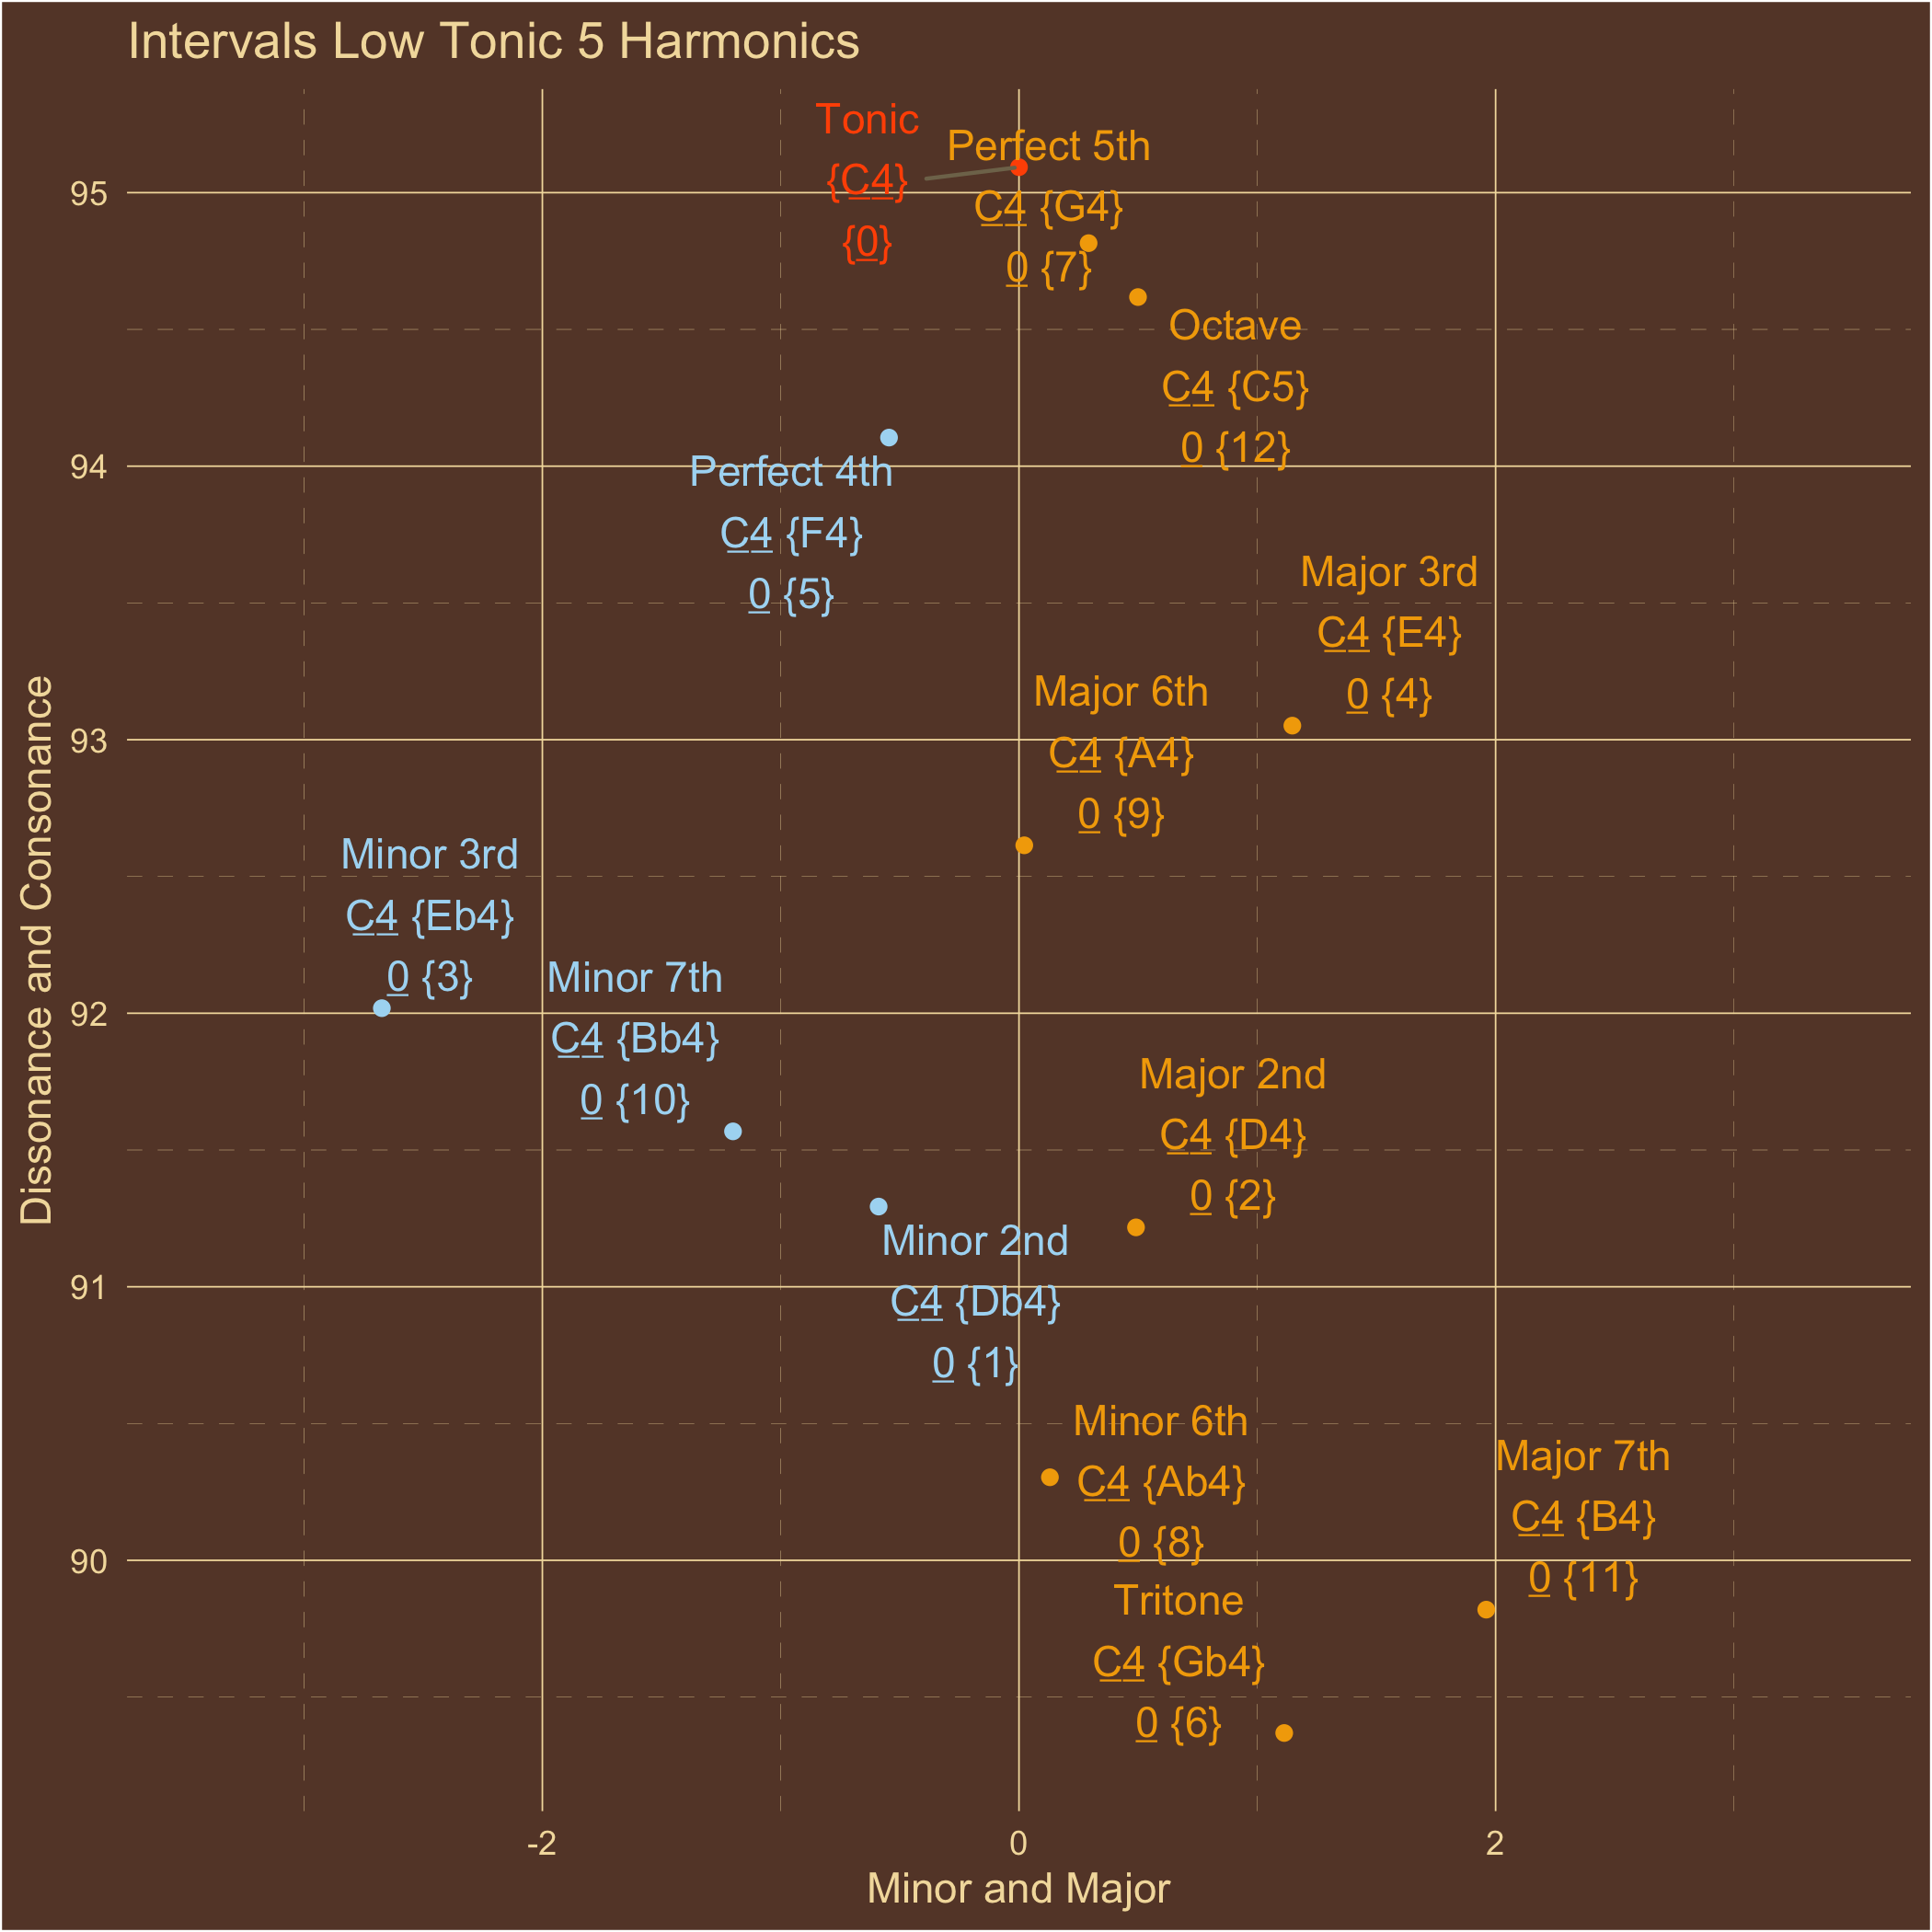 Intervals Low Tonic 5 Harmonics
Tonic
{C4}
{0}
Perfect 5th
C4 {G4}
0 {7}
Octave
C4 {C5}
0 {12}
Perfect 4th
C4 {F4}
0 {5}
Major 3rd
C4 {E4}
0 {4}
Major 6th
C4 {A4}
0 {9}
Minor 3rd
C4 {Eb4}
0 {3}
Minor 7th
C4 {Bb4}
0 {10}
Major 2nd
C4 {D4}
0 {2}
Minor 2nd
C4 {Db4}
0 {1}
Minor 6th
C4 {Ab4}
0 {8}
Major 7th
C4 {B4}
0 {11}
Tritone
C4 {Gb4}
0 {6}
95
94
93
92
91
90
Dissonance and Consonance
-2
0
2
Minor and Major